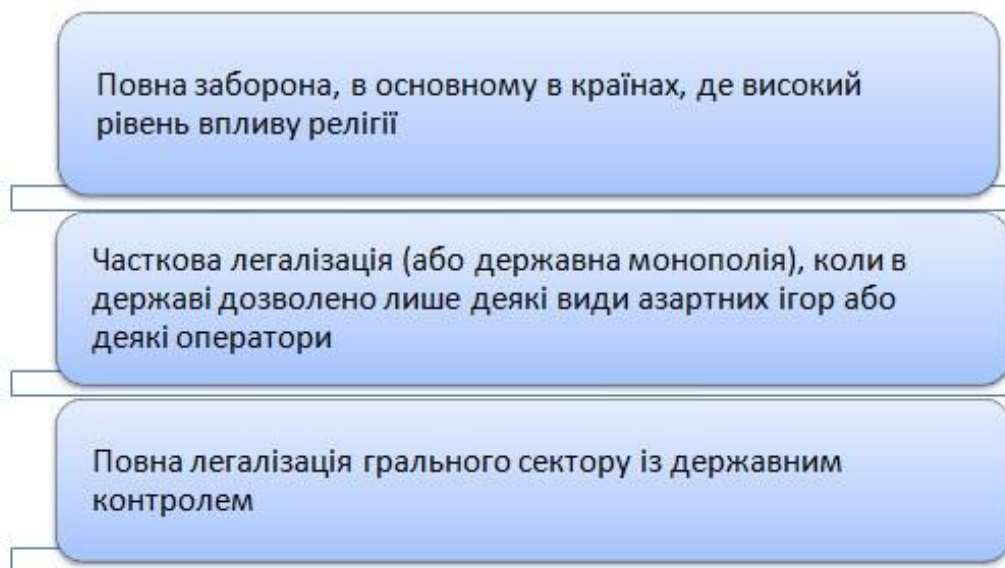 Повна заборона, в основному в країнах, де високий
рівень впливу релігії
Часткова легалізація (або державна монополія), коли в
державі дозволено лише деякі види азартних ігор або
деякі оператори
Повна легалізація грального сектору із державним
контролем